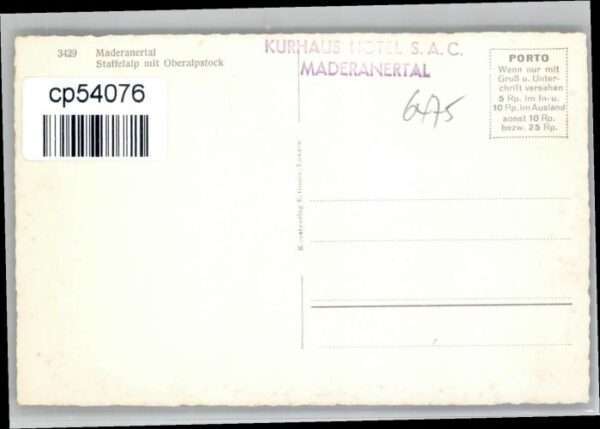 3429 Maderanertal
Staffelalp mit Oberalpstock
cp54076
KURHAUS HOTEL S. A. C.
MADERANERTAL
6475
PORTO
Wenn nur mit
Gruß u. Unter-
schrift versehen
5 Rp. im In- u.
10 Rp. im Ausland
sonst 10 Rp.
bezw. 25 Rp.